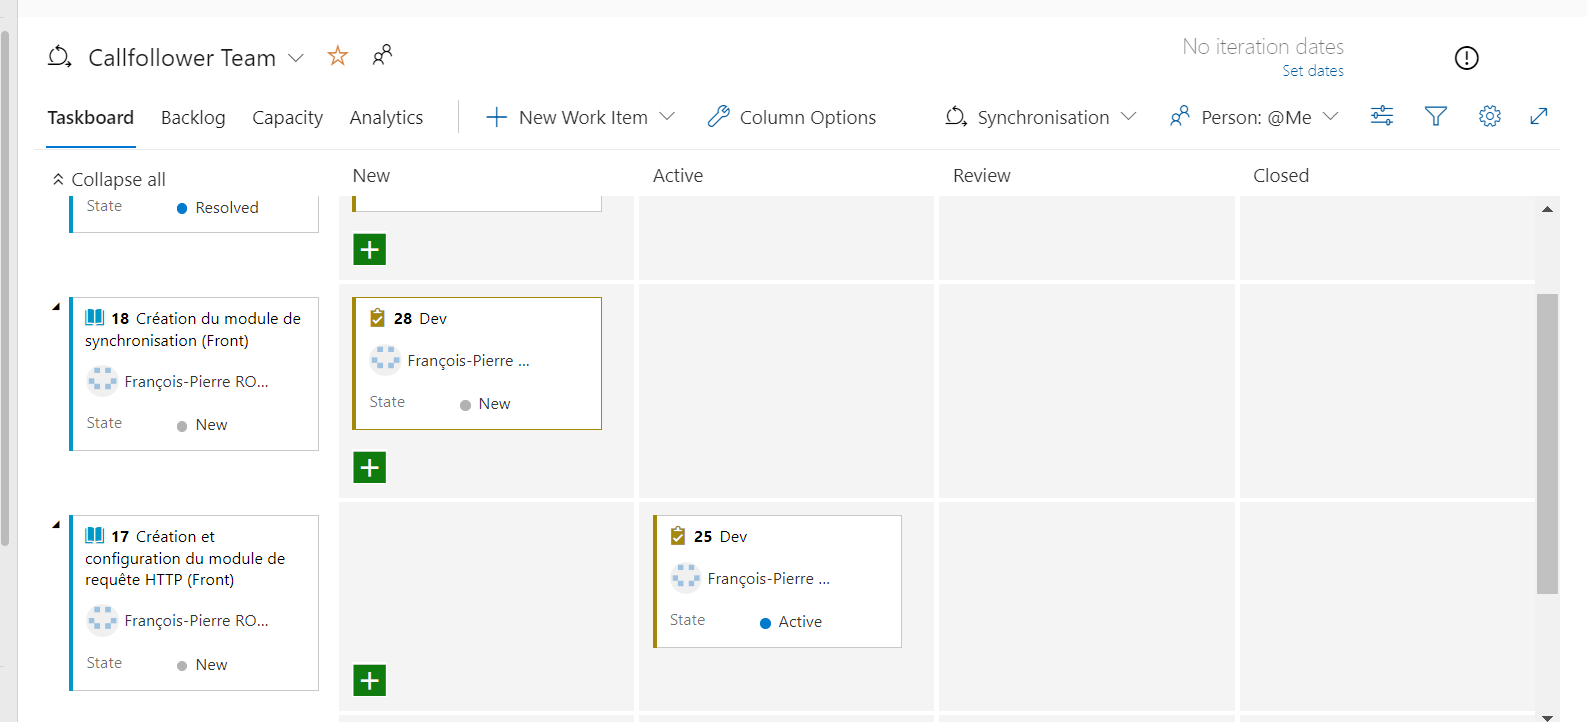 Callfollower Team
No iteration dates
Set dates
Taskboard Backlog Capacity Analytics New Work Item Column Options Synchronisation Person: @Me
Collapse all New Active Review Closed
State Resolved
18 Création du module de
synchronisation (Front)
François-Pierre RO...
State New
28 Dev
François-Pierre ...
State New
17 Création et
configuration du module de
requête HTTP (Front)
François-Pierre RO...
State New
25 Dev
François-Pierre ...
State Active